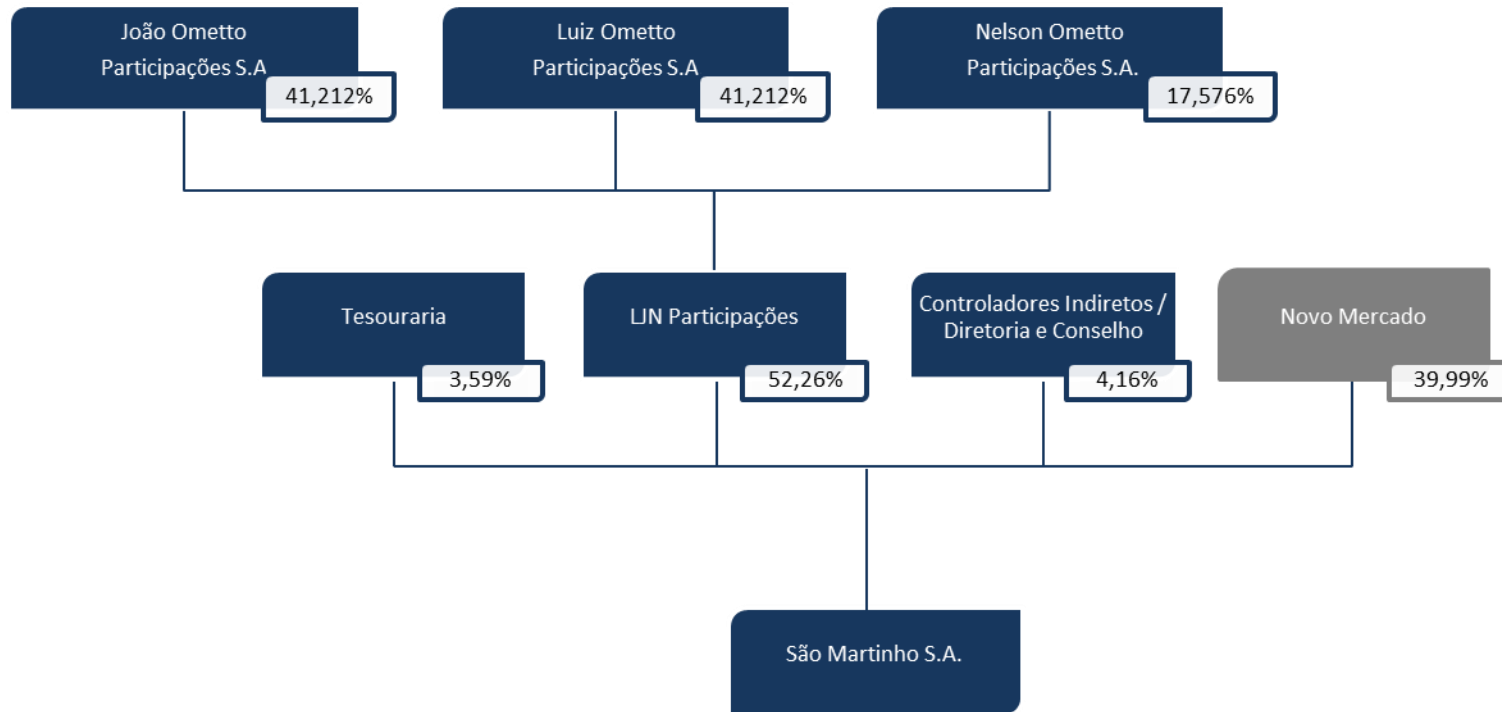 João Ometto
Participações S.A
41,212%
Luiz Ometto
Participações S.A
41,212%
Nelson Ometto
Participações S.A.
17,576%
Tesouraria
3,59%
LJN Participações
52,26%
Controladores Indiretos /
Diretoria e Conselho
4,16%
Novo Mercado
39,99%
São Martinho S.A.